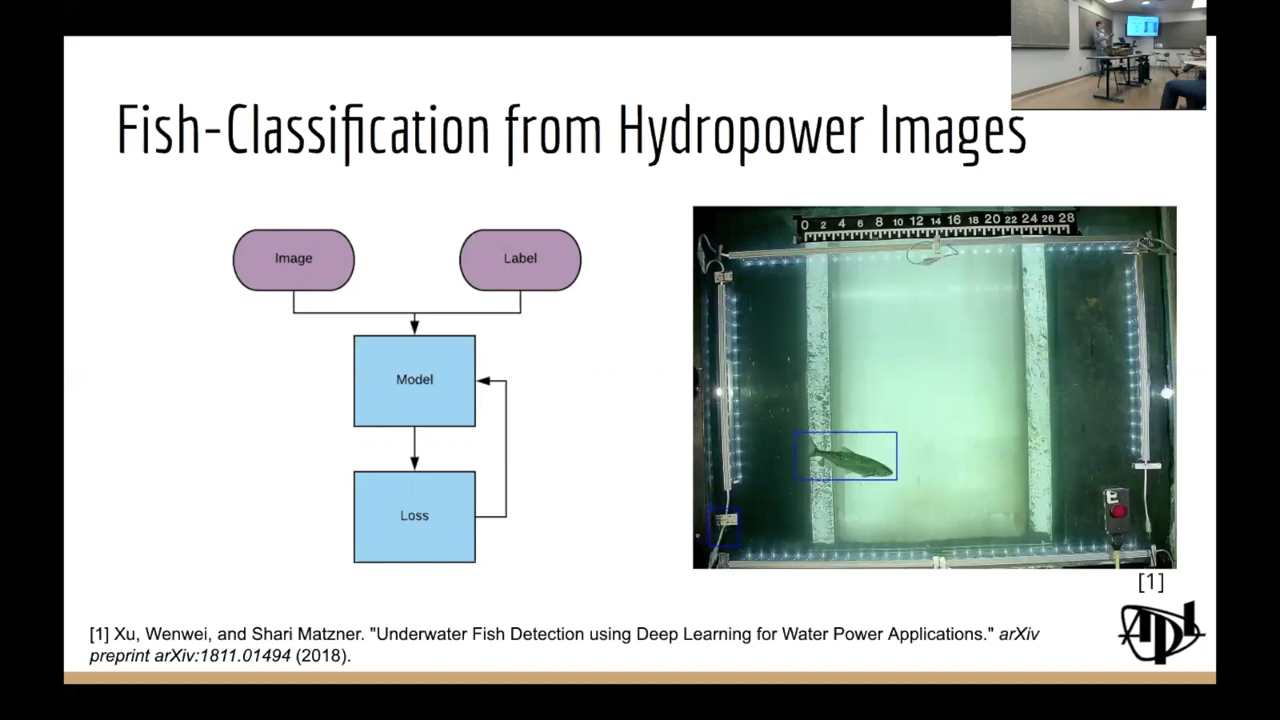 Fish-Classification from Hydropower Images
Image
Label
Model
Loss
0 2 4 6 8 10 12 14 16 18 20 22 24 26 28
E
[1]
[1] Xu, Wenwei, and Shari Matzner. "Underwater Fish Detection using Deep Learning for Water Power Applications." arXiv
preprint arXiv:1811.01494 (2018).